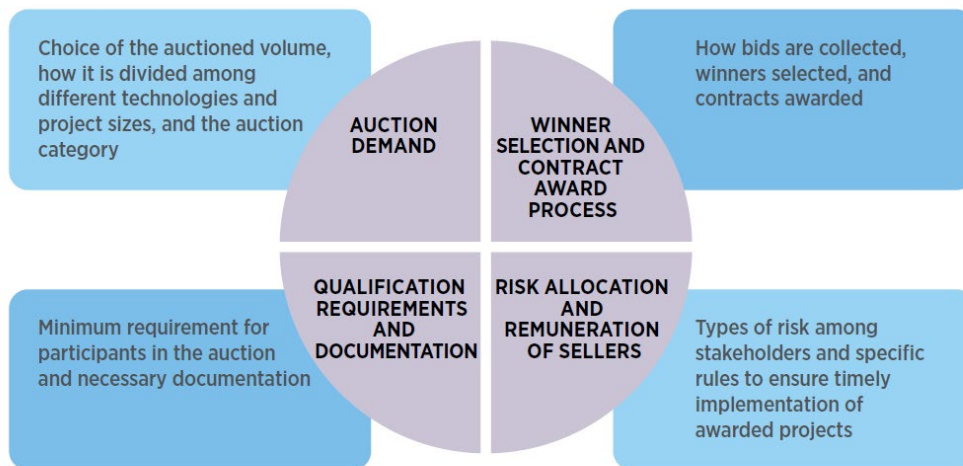 Choice of the auctioned volume,
how it is divided among
different technologies and
project sizes, and the auction
category
AUCTION
DEMAND
WINNER
SELECTION AND
CONTRACT
AWARD
PROCESS
How bids are collected,
winners selected, and
contracts awarded
Minimum requirement for
participants in the auction
and necessary documentation
QUALIFICATION
REQUIREMENTS
AND
DOCUMENTATION
RISK ALLOCATION
AND
REMUNERATION
OF SELLERS
Types of risk among
stakeholders and specific
rules to ensure timely
implementation of
awarded projects